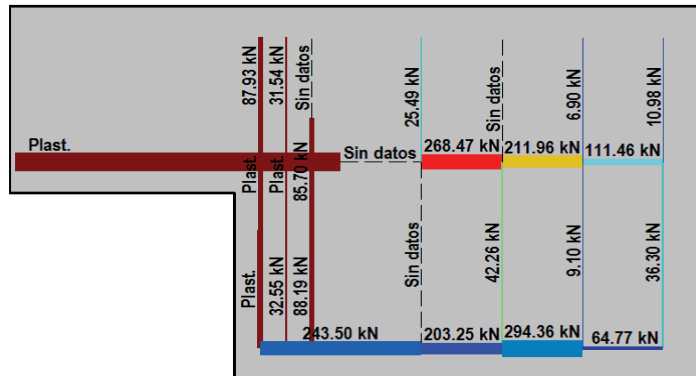 87.93 kN
31.54 kN
Sin datos
25.49 kN
Sin datos
6.90 kN
10.98 kN
Plast.
Sin datos
268.47 kN
211.96 kN
111.46 kN
Plast.
Plast.
85.70 kN
Plast.
32.55 kN
88.19 kN
Sin datos
42.26 kN
9.10 kN
36.30 kN
243.50 kN
203.25 kN
294.36 kN
64.77 kN